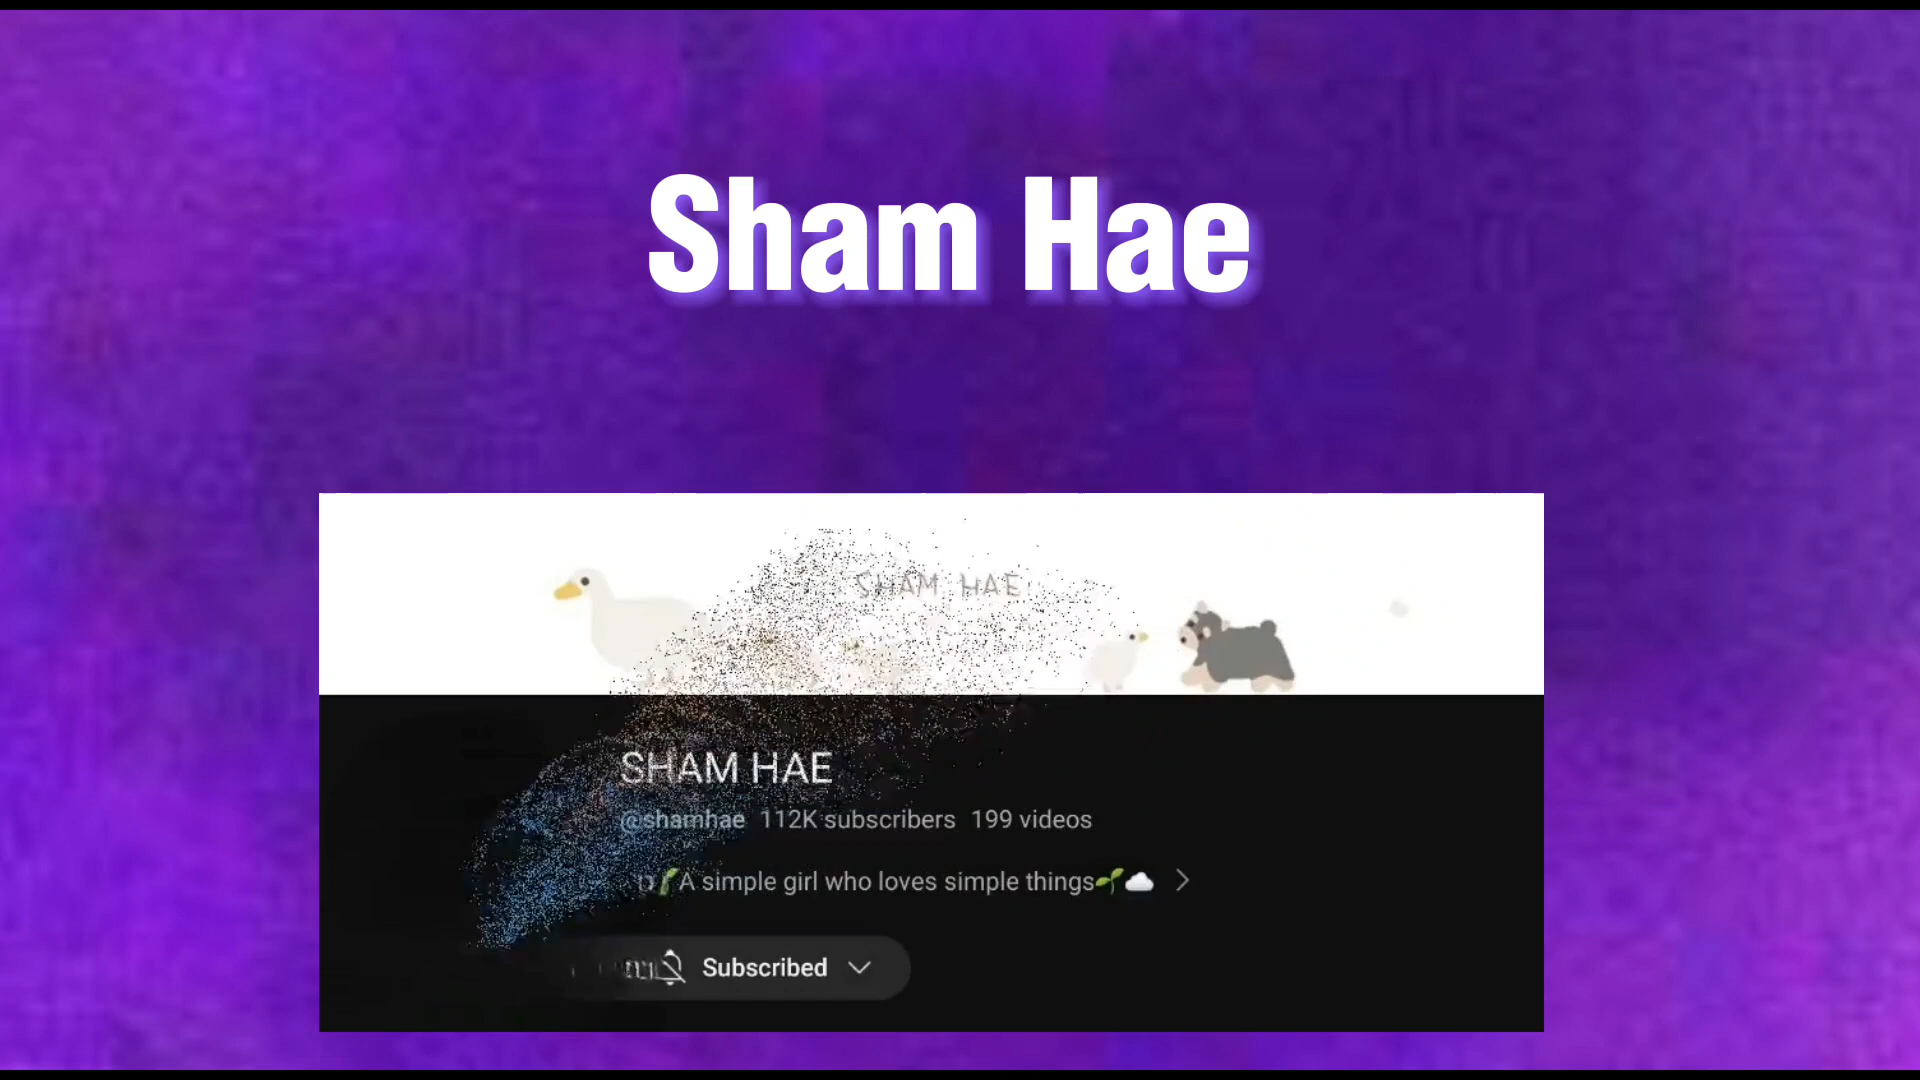 Sham Hae
SHAM HAE
SHAM HAE
@shamhae 112K subscribers 199 videos
A simple girl who loves simple things🌱☁️
Subscribed